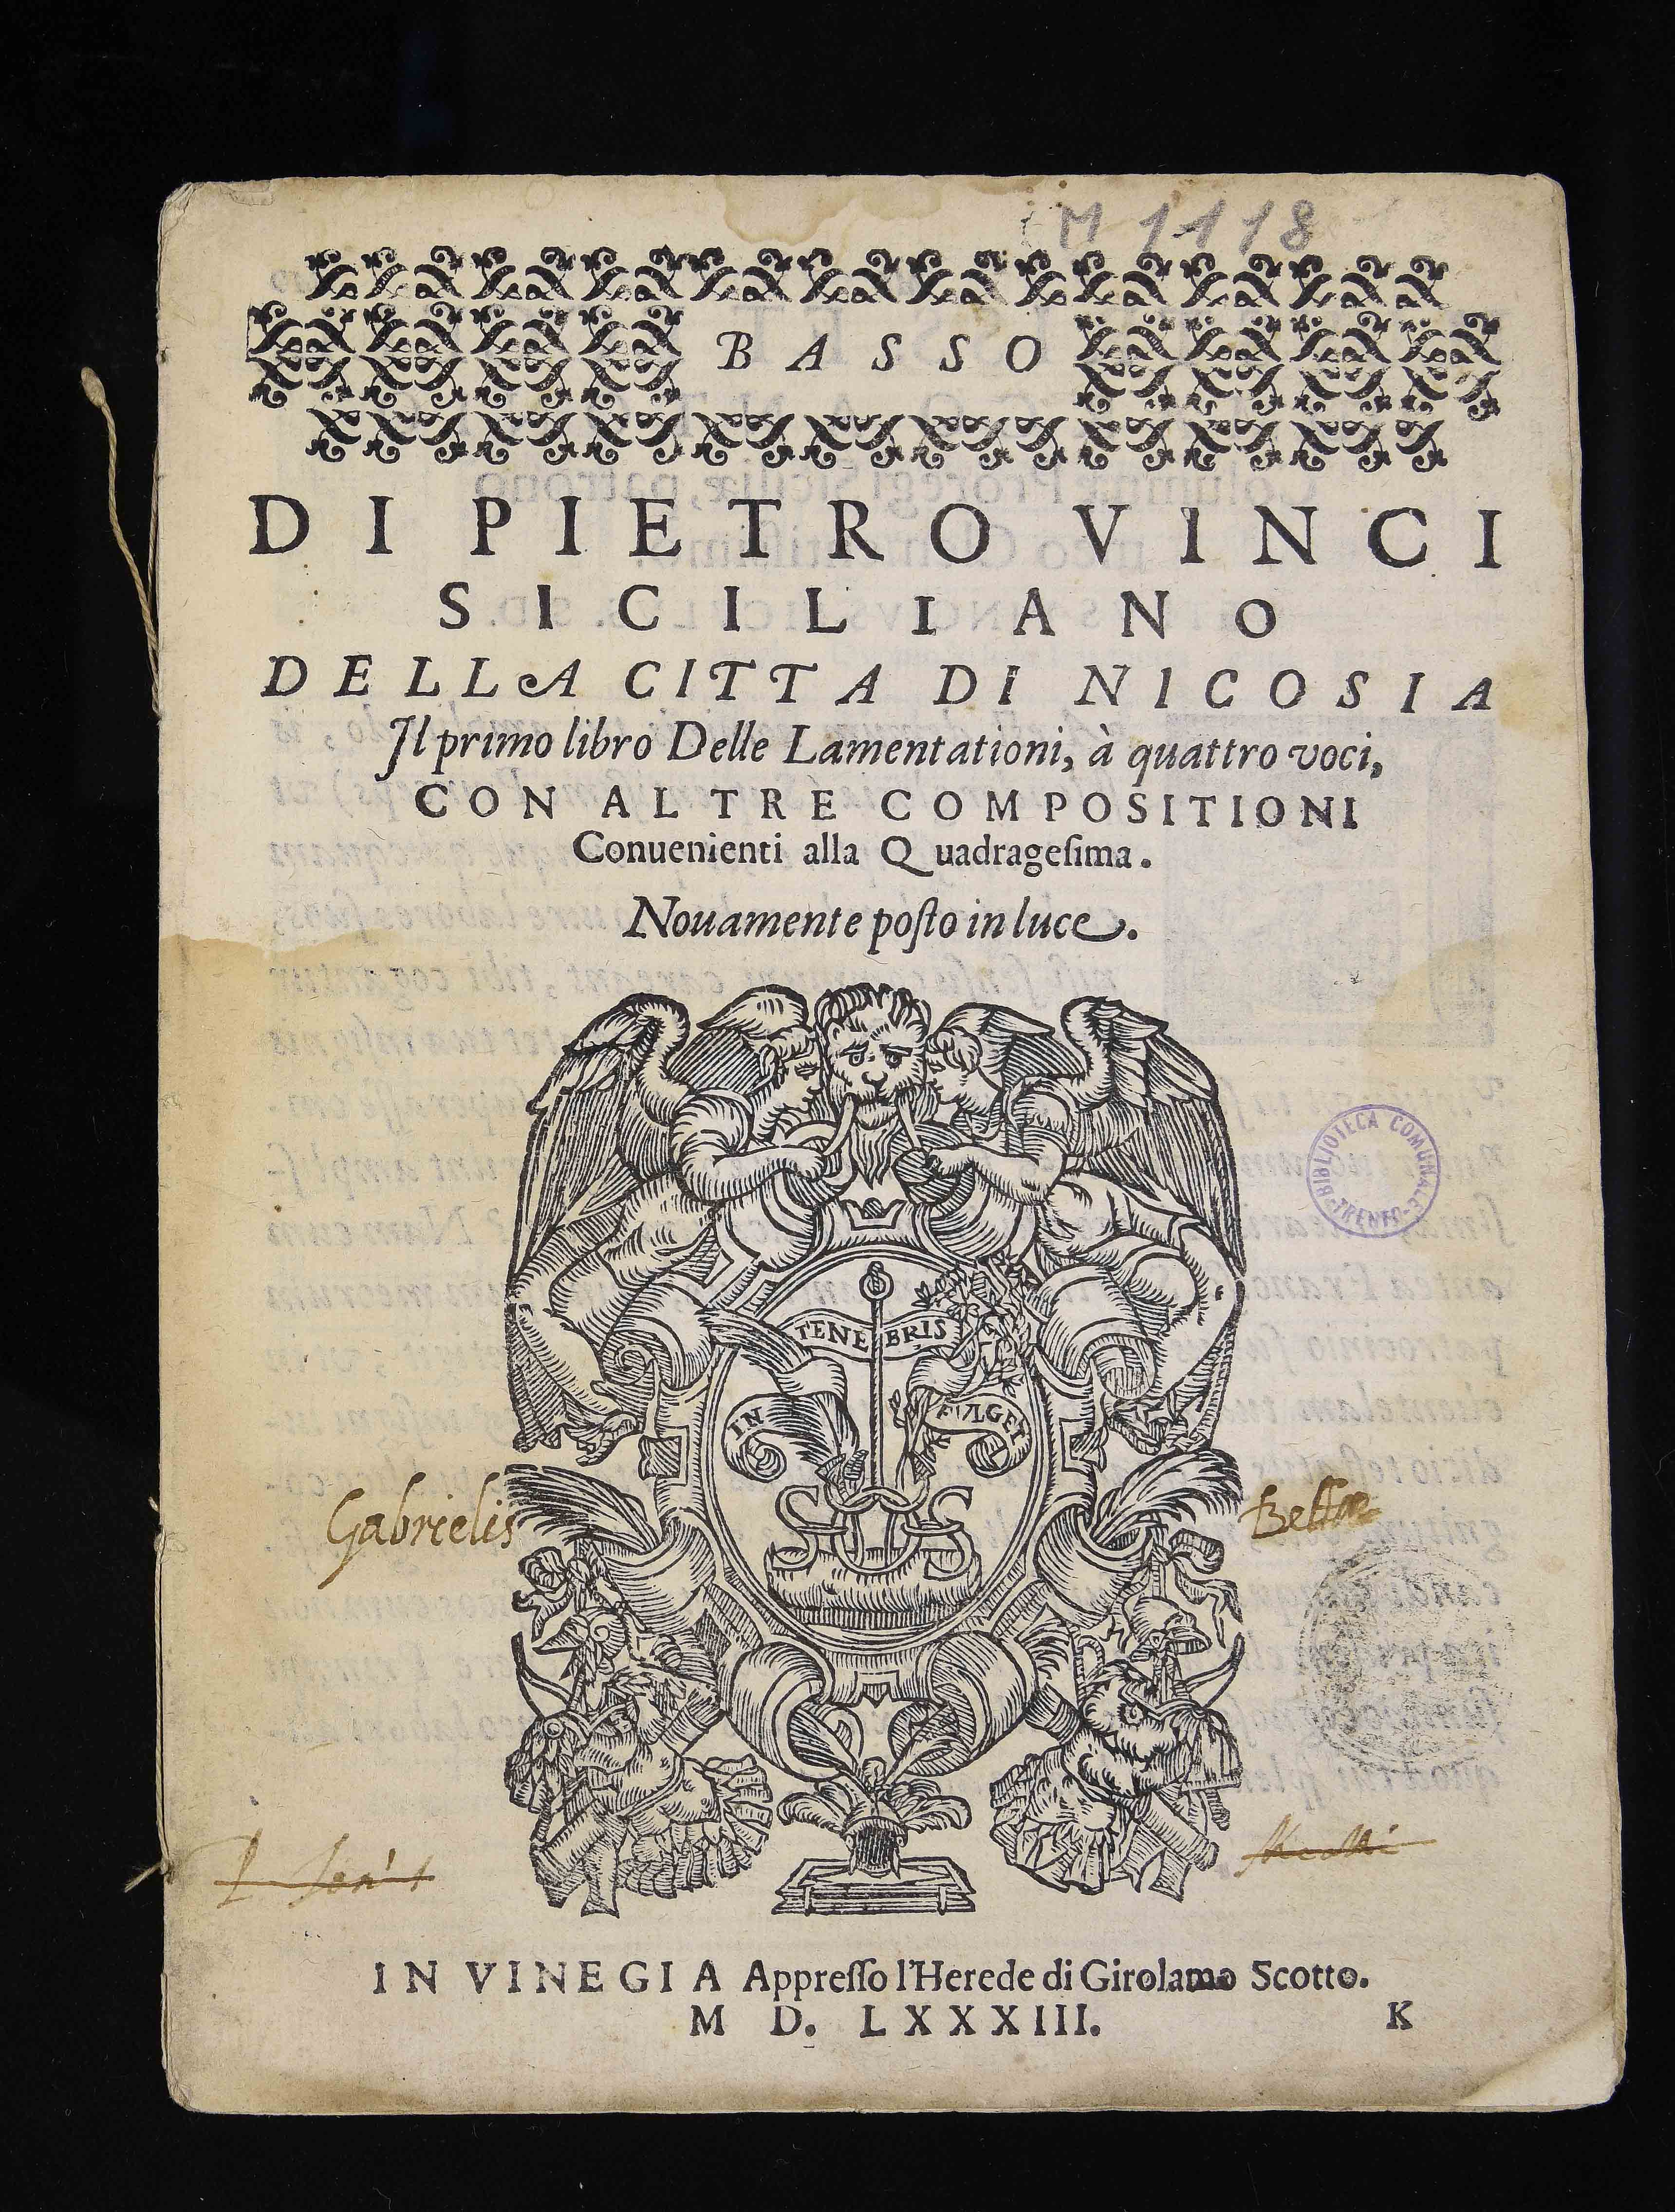 M 1118
BASSO
DI PIETRO VINCI
SICILIANO
DELLA CITTA DI NICOSIA
Il primo libro Delle Lamentationi, à quattro voci,
CON ALTRE COMPOSITIONI
Conuenienti alla Quadrageſima.
Nouamente poſto in luce.
BIBLIOTECA COMUNALE
-TRENTO-
TENEBRIS
IN FVLGET
SOS
Gabrielis
IN VINEGIA Appreſſo l'Herede di Girolamo Scotto.
M D. LXXXIII. K